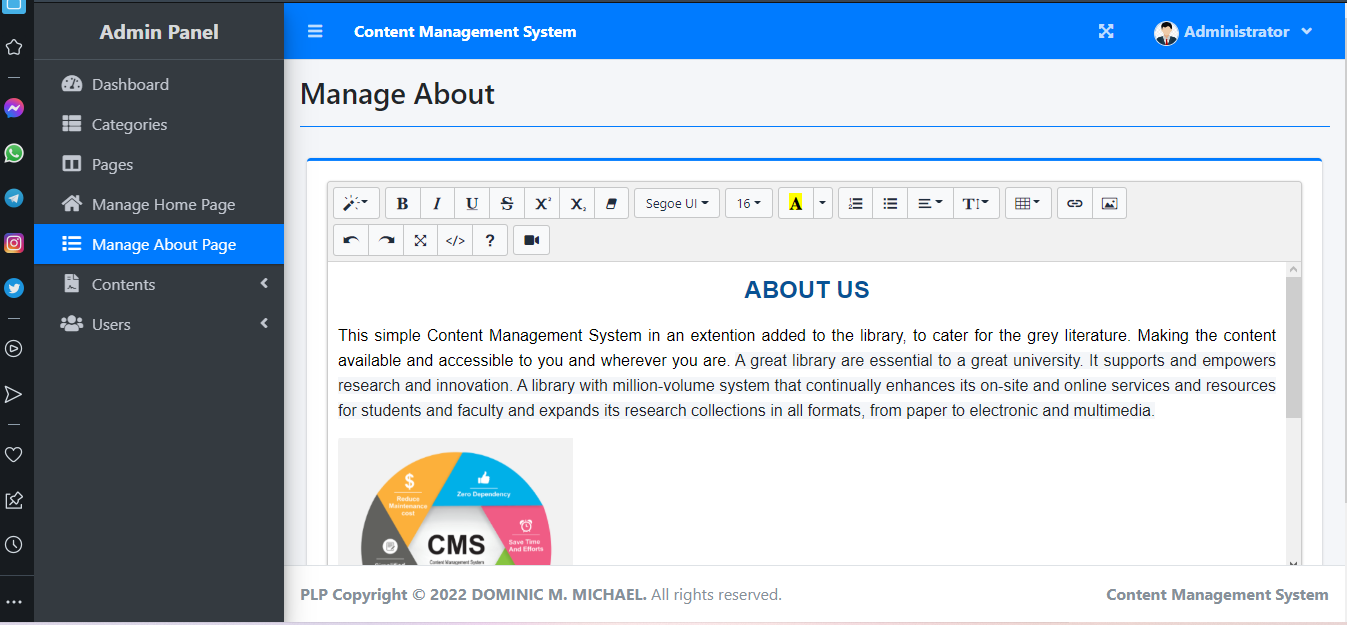 Admin Panel
Content Management System
Administrator
Dashboard
Categories
Pages
Manage Home Page
Manage About Page
Contents
Users
Manage About
B I U S X² X₂ Segoe UI 16 A T
</> ?
ABOUT US
This simple Content Management System in an extention added to the library, to cater for the grey literature. Making the content
available and accessible to you and wherever you are. A great library are essential to a great university. It supports and empowers
research and innovation. A library with million-volume system that continually enhances its on-site and online services and resources
for students and faculty and expands its research collections in all formats, from paper to electronic and multimedia.
$
Reduce
Maintenance
cost
Zero Dependency
Save Time
And Efforts
CMS
Content Management System
PLP Copyright © 2022 DOMINIC M. MICHAEL. All rights reserved.
Content Management System